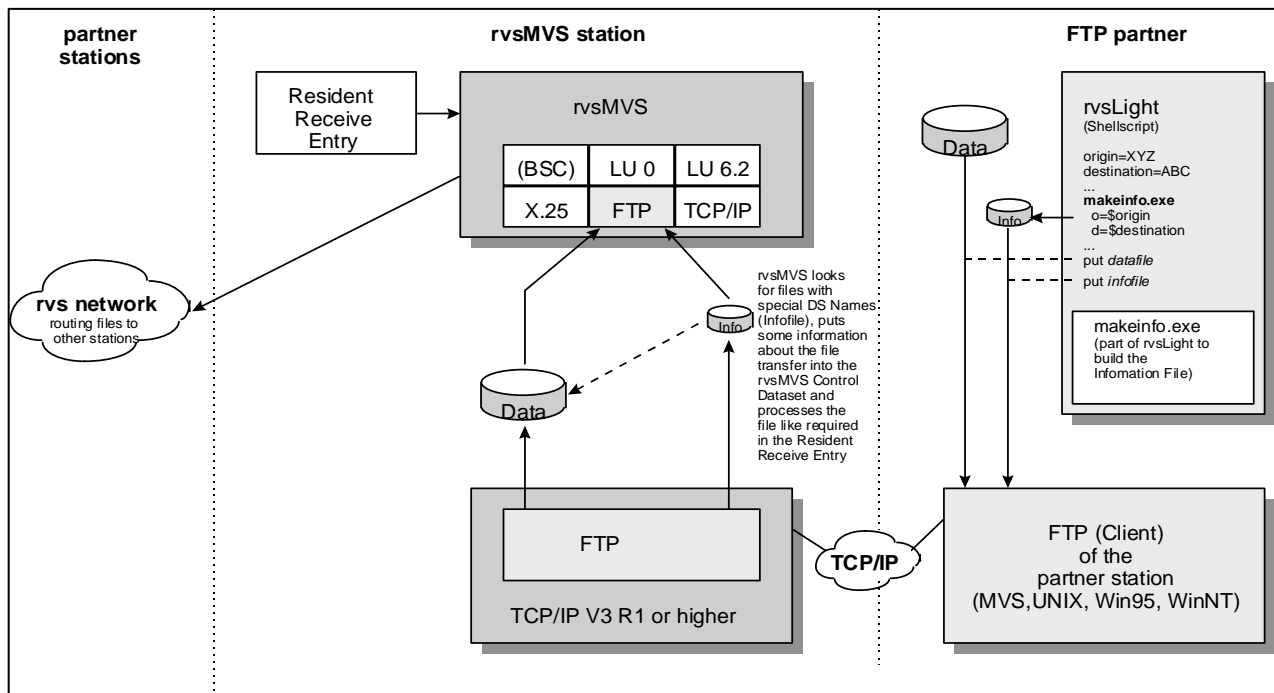 partner
stations
rvsMVS station
FTP partner
Resident
Receive
Entry
rvsMVS
(BSC)
LU 0
LU 6.2
X.25
FTP
TCP/IP
rvs network
routing files to
other stations
Data
Info
rvsMVS looks
for files with
special DS Names
(Infofile), puts
some information
about the file
transfer into the
rvsMVS Control
Dataset and
processes the
file like required
in the Resident
Receive Entry
FTP
TCP/IP V3 R1 or higher
TCP/IP
Data
Info
rvsLight
(Shellscript)
origin=XYZ
destination=ABC
...
makeinfo.exe
o=$origin
d=$destination
...
put datafile
put infofile
makeinfo.exe
(part of rvsLight to
build the
Infomation File)
FTP (Client)
of the
partner station
(MVS,UNIX, Win95, WinNT)